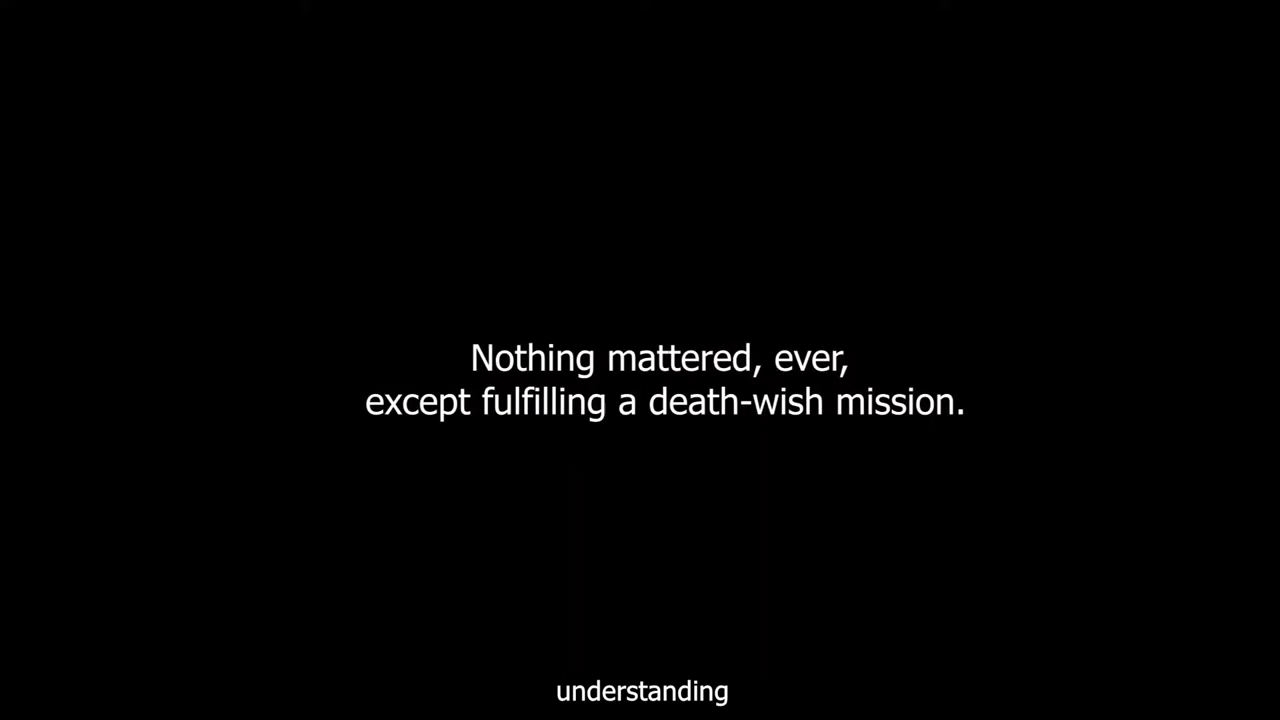 Nothing mattered, ever,
except fulfilling a death-wish mission.
understanding